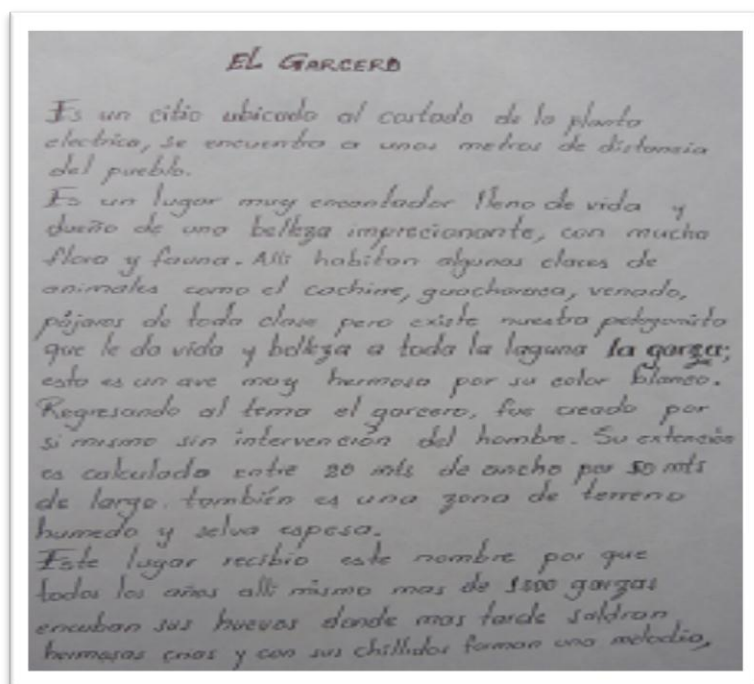 EL GARCERO
Es un citio ubicado al costado de la planta
electrica, se encuentra a unos metros de distancia
del pueblo.
Es un lugar muy encantador lleno de vida y
dueño de una belleza imprecionante, con mucha
flora y fauna. Alli habitan algunas claces de
animales como el cachire, guacharaca, venado,
pájaros de toda clase pero existe nuestra
que le da vida y belleza a toda la laguna la garza;
esta es un ave muy hermosa por su color blanco.
Regresando al tema el garcero, fue creado por
si mismo sin intervención del hombre. Su extención
es calculada entre 20 mts de ancho por 50 mts
de largo. también es una zona de terreno
humedo y selva espesa.
Este lugar recibio este nombre por que
todos los años alli mismo mas de garzas
encuban sus huevos donde mas tarde saldran
hermosas crias y con sus chillidos forman una melodia,